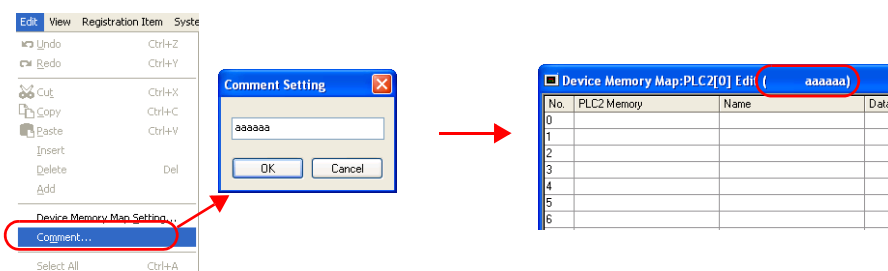 Edit View Registration Item Syste
Undo Ctrl+Z
Redo Ctrl+Y
Cut Ctrl+X
Copy Ctrl+C
Paste Ctrl+V
Insert
Delete Del
Add
Device Memory Map Setting...
Comment...
Select All Ctrl+A
Comment Setting
aaaaaa
OK Cancel
Device Memory Map:PLC2[0] Edit ( aaaaaa)
No. PLC2 Memory Name Data
0
1
2
3
4
5
6